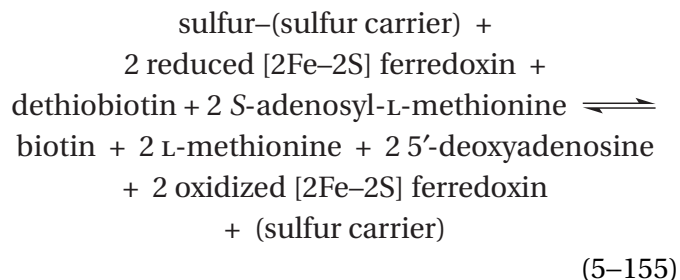 sulfur–(sulfur carrier) +
2 reduced [2Fe–2S] ferredoxin +
dethiobiotin + 2 S-adenosyl-L-methionine ⇌
biotin + 2 L-methionine + 2 5′-deoxyadenosine
+ 2 oxidized [2Fe–2S] ferredoxin
+ (sulfur carrier)
(5–155)